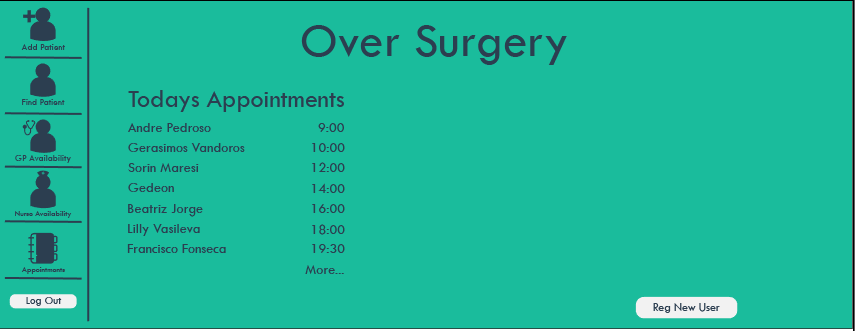 Over Surgery
Add Patient
Find Patient
GP Availability
Nurse Availability
Appointments
Log Out
Todays Appointments
Andre Pedroso 9:00
Gerasimos Vandoros 10:00
Sorin Maresi 12:00
Gedeon 14:00
Beatriz Jorge 16:00
Lilly Vasileva 18:00
Francisco Fonseca 19:30
More...
Reg New User